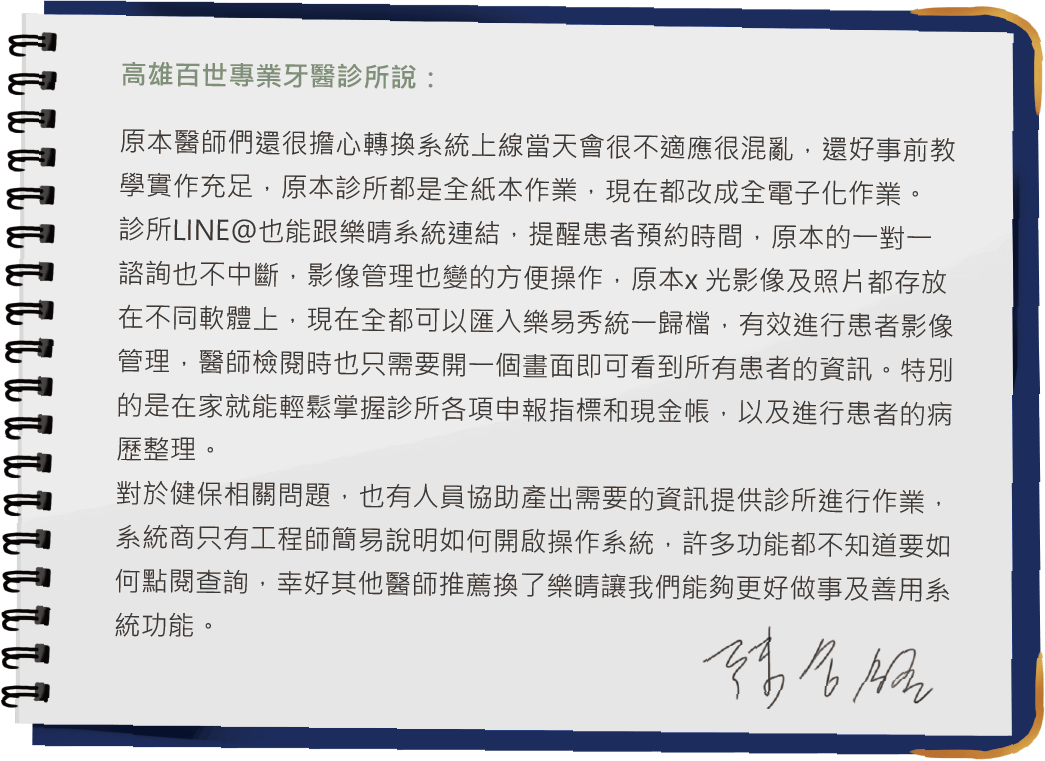 高雄百世專業牙醫診所說：
原本醫師們還很擔心轉換系統上線當天會很不適應很混亂，還好事前教
學實作充足，原本診所都是全紙本作業，現在都改成全電子化作業。
診所LINE@也能跟樂晴系統連結，提醒患者預約時間，原本的一對一
諮詢也不中斷，影像管理也變的方便操作，原本x 光影像及照片都存放
在不同軟體上，現在全都可以匯入樂易秀統一歸檔，有效進行患者影像
管理，醫師檢閱時也只需要開一個畫面即可看到所有患者的資訊。特別
的是在家就能輕鬆掌握診所各項申報指標和現金帳，以及進行患者的病
歷整理。
對於健保相關問題，也有人員協助產出需要的資訊提供診所進行作業，
系統商只有工程師簡易說明如何開啟操作系統，許多功能都不知道要如
何點閱查詢，幸好其他醫師推薦換了樂晴讓我們能夠更好做事及善用系
統功能。